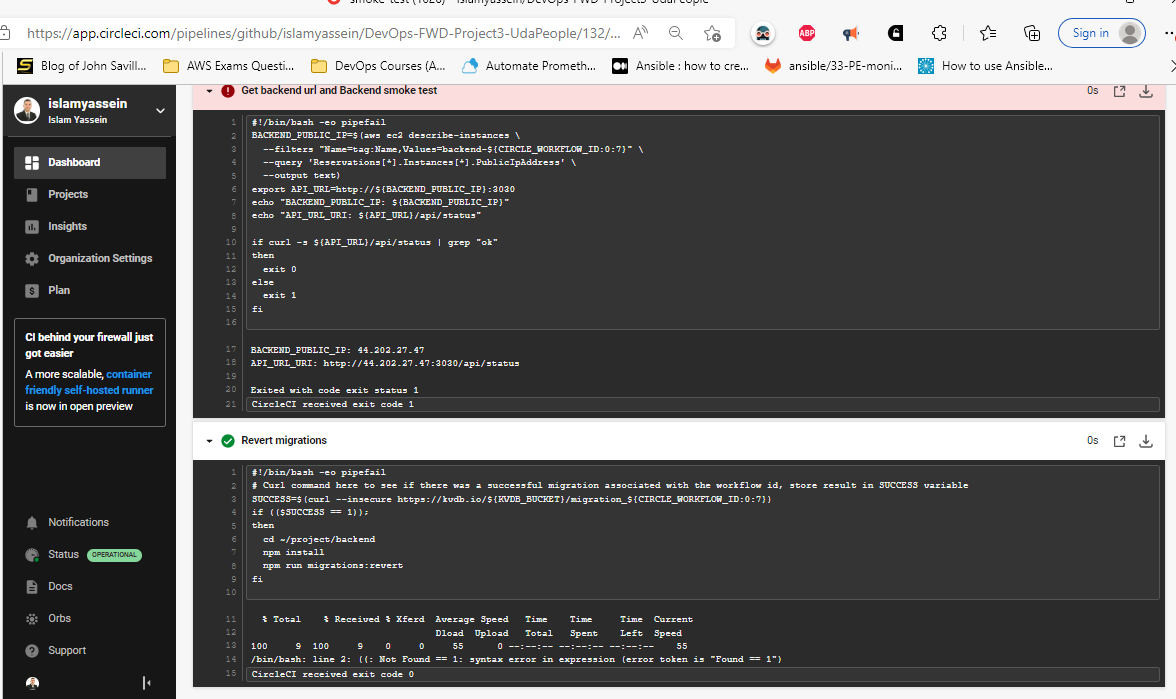 smoke-test (1026) - islamyassein/DevOps-FWD-Project3-UdaPeople
https://app.circleci.com/pipelines/github/islamyassein/DevOps-FWD-Project3-UdaPeople/132/...
A
ABP
Sign in
Blog of John Savill...
AWS Exams Questi...
DevOps Courses (A...
Automate Prometh...
Ansible : how to cre...
ansible/33-PE-moni...
How to use Ansible...
islamyassein
Islam Yassein
Dashboard
Projects
Insights
Organization Settings
Plan
CI behind your firewall just
got easier
A more scalable, container
friendly self-hosted runner
is now in open preview
Notifications
Status OPERATIONAL
Docs
Orbs
Support
Get backend url and Backend smoke test 0s
1 #!/bin/bash -eo pipefail
2 BACKEND_PUBLIC_IP=$(aws ec2 describe-instances \
3 --filters "Name=tag:Name,Values=backend-${CIRCLE_WORKFLOW_ID:0:7}" \
4 --query 'Reservations[*].Instances[*].PublicIpAddress' \
5 --output text)
6 export API_URL=http://${BACKEND_PUBLIC_IP}:3030
7 echo "BACKEND_PUBLIC_IP: ${BACKEND_PUBLIC_IP}"
8 echo "API_URL_URI: ${API_URL}/api/status"
9
10 if curl -s ${API_URL}/api/status | grep "ok"
11 then
12 exit 0
13 else
14 exit 1
15 fi
16
17 BACKEND_PUBLIC_IP: 44.202.27.47
18 API_URL_URI: http://44.202.27.47:3030/api/status
19
20 Exited with code exit status 1
21 CircleCI received exit code 1
Revert migrations 0s
1 #!/bin/bash -eo pipefail
2 # Curl command here to see if there was a successful migration associated with the workflow id, store result in SUCCESS variable
3 SUCCESS=$(curl --insecure https://kvdb.io/${KVDB_BUCKET}/migration_${CIRCLE_WORKFLOW_ID:0:7})
4 if (($SUCCESS == 1));
5 then
6 cd ~/project/backend
7 npm install
8 npm run migrations:revert
9 fi
10
11 % Total % Received % Xferd Average Speed Time Time Time Current
12 Dload Upload Total Spent Left Speed
13 100 9 100 9 0 0 55 0 --:--:-- --:--:-- --:--:-- 55
14 /bin/bash: line 2: ((: Not Found == 1: syntax error in expression (error token is "Found == 1")
15 CircleCI received exit code 0